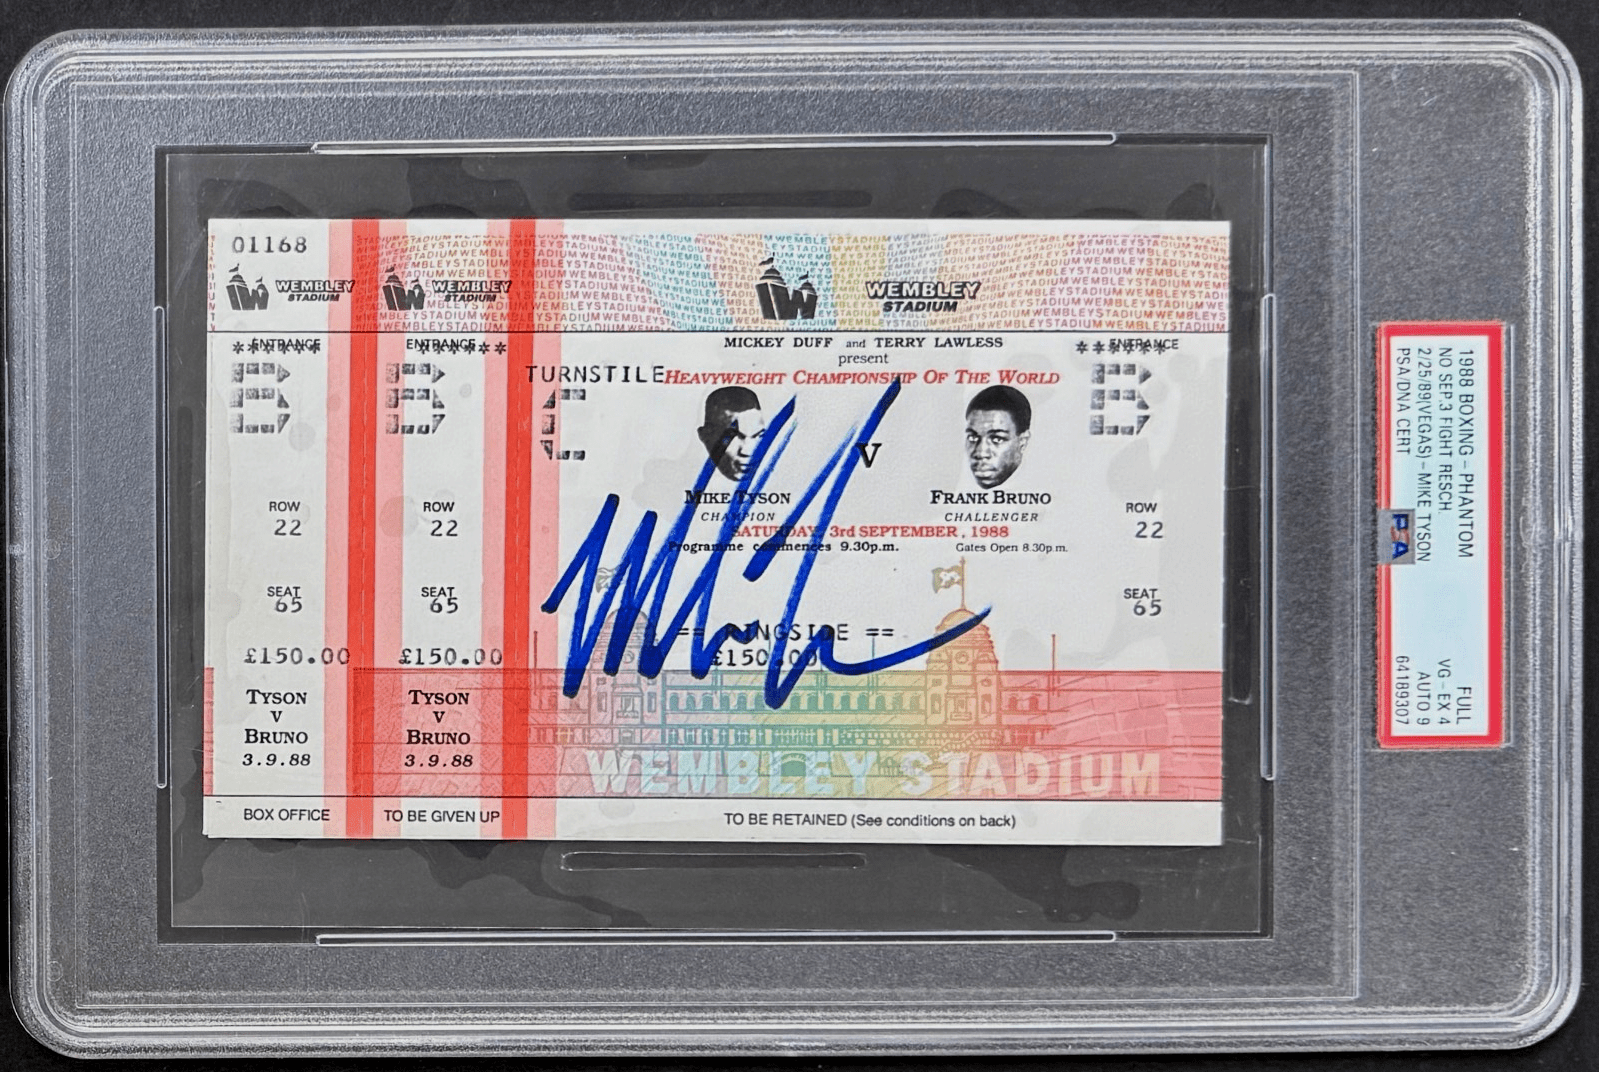 01168
WEMBLEY
STADIUM
ENTRANCE
******
B
ROW
22
SEAT
65
£150.00
TYSON
V
BRUNO
3.9.88
BOX OFFICE
WEMBLEY
STADIUM
ENTRANCE
******
B
ROW
22
SEAT
65
£150.00
TYSON
V
BRUNO
3.9.88
TO BE GIVEN UP
WEMBLEY
STADIUM
MICKEY DUFF and TERRY LAWLESS
present
TURNSTILE
C
HEAVYWEIGHT CHAMPIONSHIP OF THE WORLD
V
MIKE TYSON
CHAMPION
FRANK BRUNO
CHALLENGER
SATURDAY, 3rd SEPTEMBER, 1988
Programme commences 9.30p.m.
Gates Open 8.30p.m.
== RINGSIDE ==
£150.00
ENTRANCE
******
B
ROW
22
SEAT
65
WEMBLEY STADIUM
TO BE RETAINED (See conditions on back)
1988 BOXING - PHANTOM
NO SEP.3 FIGHT RESCH.
2/25/89(VEGAS)-MIKE TYSON
PSA/DNA CERT
FULL
VG-EX 4
AUTO 9
64189307
PSA